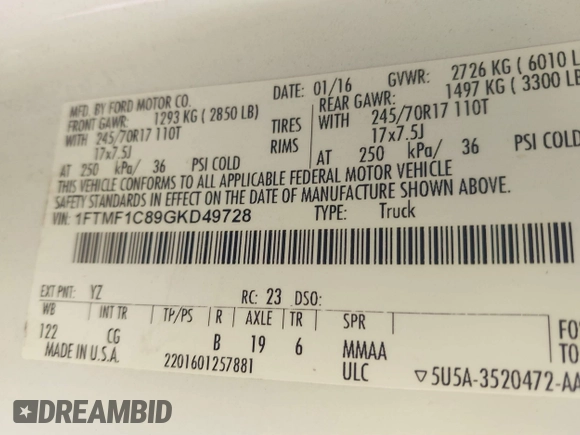 MFD. BY FORD MOTOR CO.
DATE: 01/16 GVWR: 2726 KG ( 6010 L
FRONT GAWR: 1293 KG ( 2850 LB)
REAR GAWR: 1497 KG ( 3300 LB
WITH 245/70R17 110T TIRES WITH 245/70R17 110T
17x7.5J RIMS 17x7.5J
AT 250 kPa/ 36 PSI COLD AT 250 kPa/ 36 PSI COLD
THIS VEHICLE CONFORMS TO ALL APPLICABLE FEDERAL MOTOR VEHICLE
SAFETY STANDARDS IN EFFECT ON THE DATE OF MANUFACTURE SHOWN ABOVE.
VIN: 1FTMF1C89GKD49728 TYPE: Truck
EXT PNT: YZ RC: 23 DSO:
WB INT TR TP/PS R AXLE TR SPR
122 CG B 19 6 MMAA
MADE IN U.S.A. 2201601257881 ULC
FO
TO
▽5U5A-3520472-AA
DREAMBID